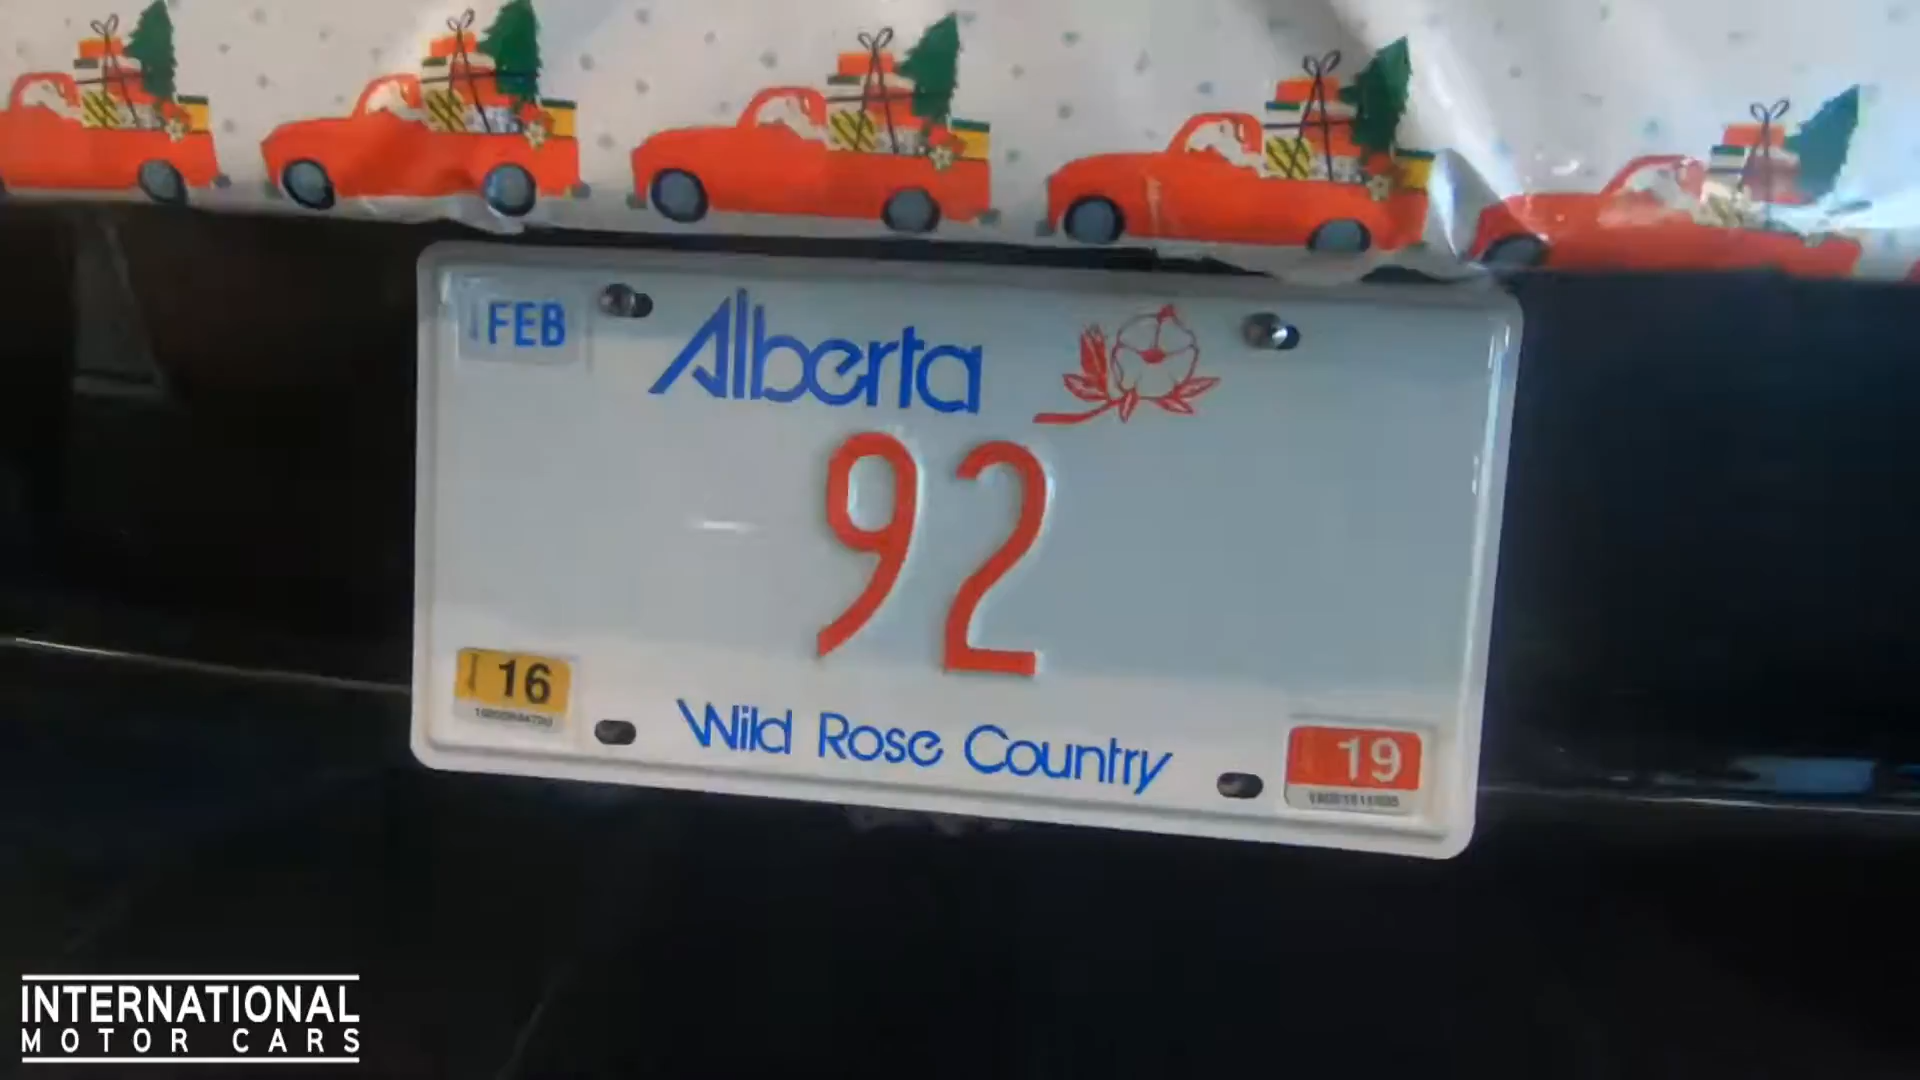 FEB
Alberta
92
16
Wild Rose Country
19
INTERNATIONAL
MOTOR CARS